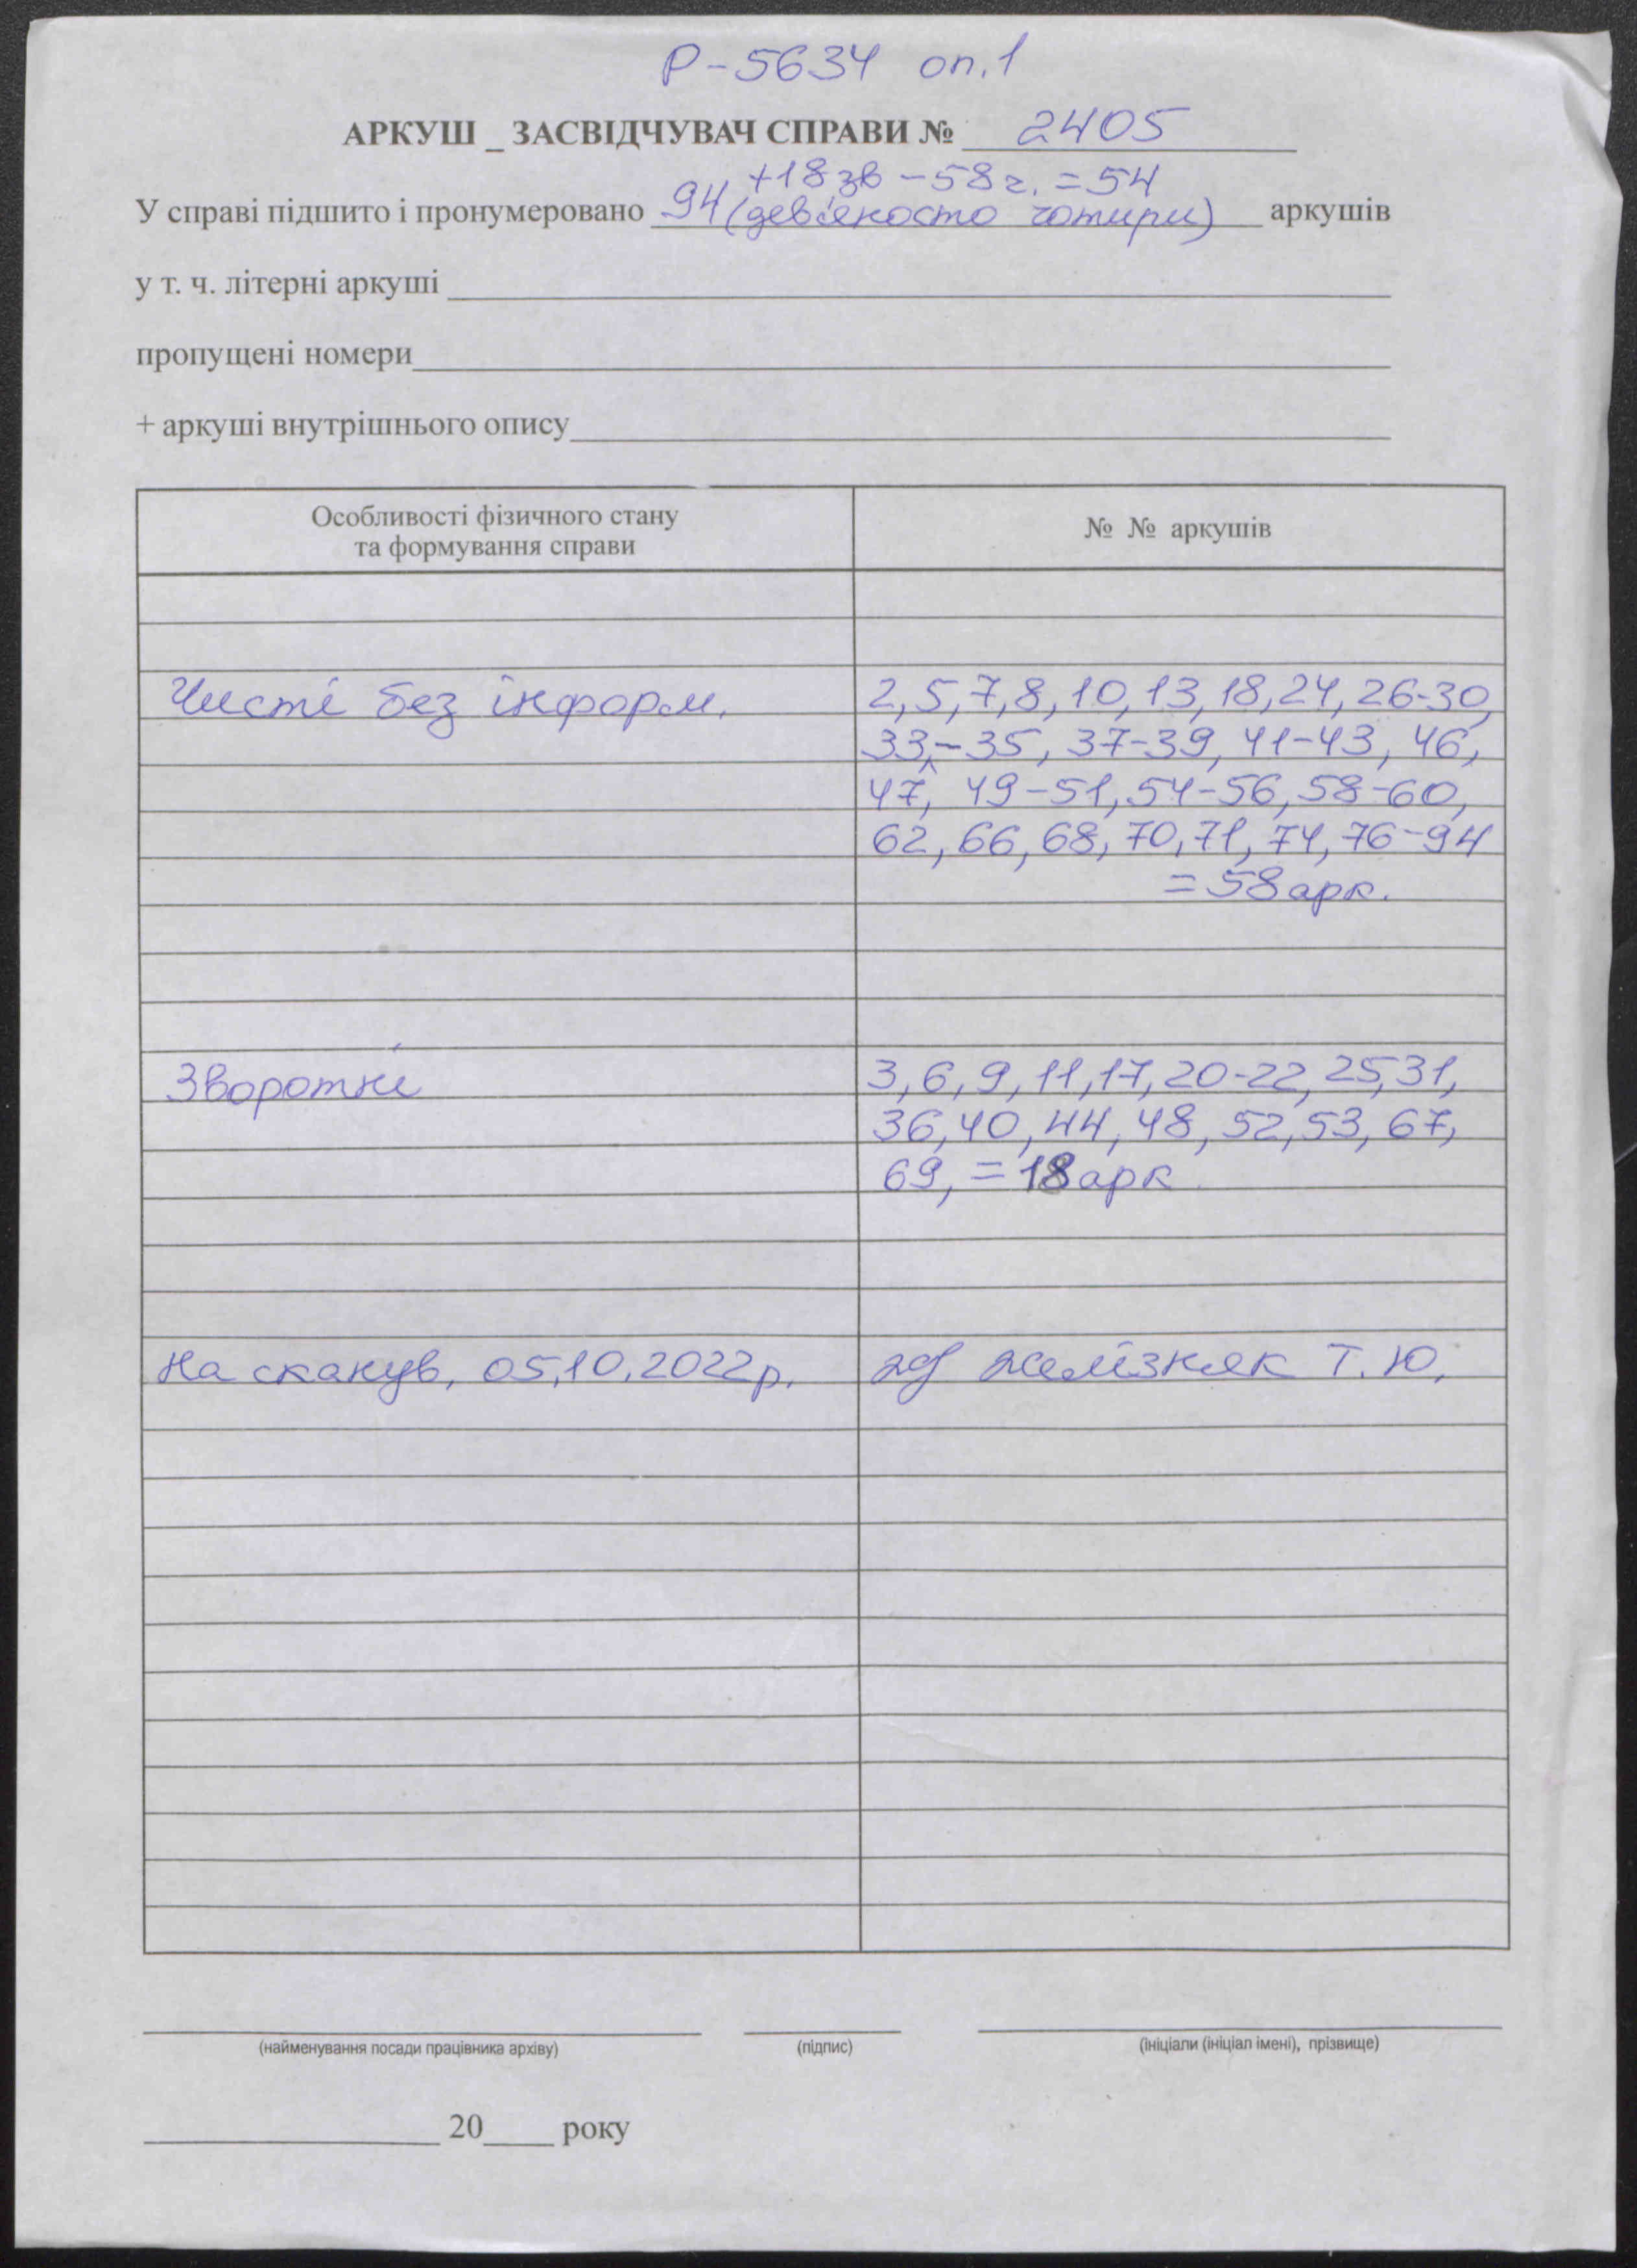 Р-5634 оп.1
АРКУШ _ ЗАСВІДЧУВАЧ СПРАВИ № 2405
+18 зв - 58 г. = 54
У справі підшито і пронумеровано 94 (дев'яносто чотири) аркушів
у т. ч. літерні аркуші
пропущені номери
+ аркуші внутрішнього опису
Особливості фізичного стану
та формування справи
№ № аркушів
Чисті без інформ.
2, 5, 7, 8, 10, 13, 18, 24, 26-30,
33,-35, 37-39, 41-43, 46,
47, 49-51, 54-56, 58-60,
62, 66, 68, 70, 71, 74, 76-94
= 58 арк.
Зворотні
3, 6, 9, 11, 17, 20-22, 25, 31,
36, 40, 44, 48, 52, 53, 67,
69, = 18 арк
На сканув. 05.10.2022р.
Желізняк Т. Ю.
(найменування посади працівника архіву)
(підпис)
(ініціали (ініціал імені), прізвище)
20 року